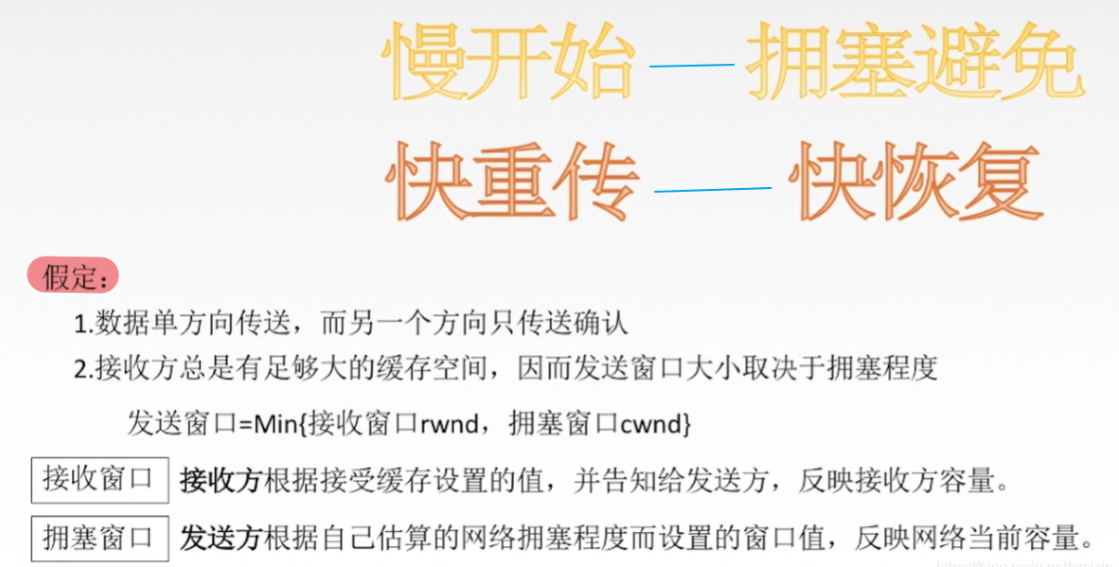 慢开始——拥塞避免
快重传——快恢复
假定：
1.数据单方向传送，而另一个方向只传送确认
2.接收方总是有足够大的缓存空间，因而发送窗口大小取决于拥塞程度
发送窗口=Min{接收窗口rwnd，拥塞窗口cwnd}
接收窗口 接收方根据接受缓存设置的值，并告知给发送方，反映接收方容量。
拥塞窗口 发送方根据自己估算的网络拥塞程度而设置的窗口值，反映网络当前容量。